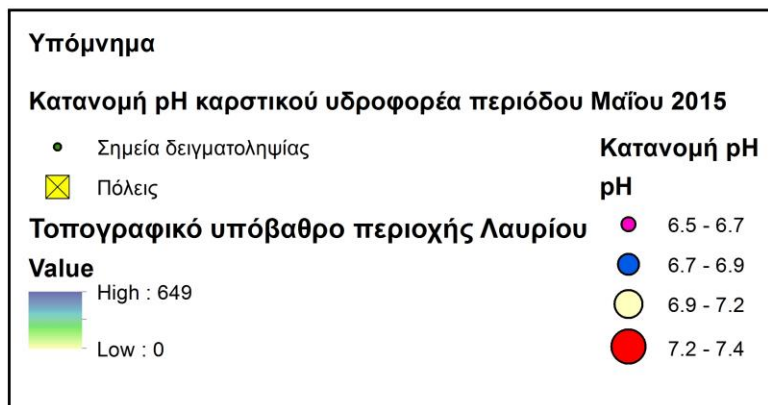 Υπόμνημα
Κατανομή pH καρστικού υδροφορέα περιόδου Μαΐου 2015
Σημεία δειγματοληψίας
Πόλεις
Τοπογραφικό υπόβαθρο περιοχής Λαυρίου
Value
High : 649
Low : 0
Κατανομή pH
pH
6.5 - 6.7
6.7 - 6.9
6.9 - 7.2
7.2 - 7.4